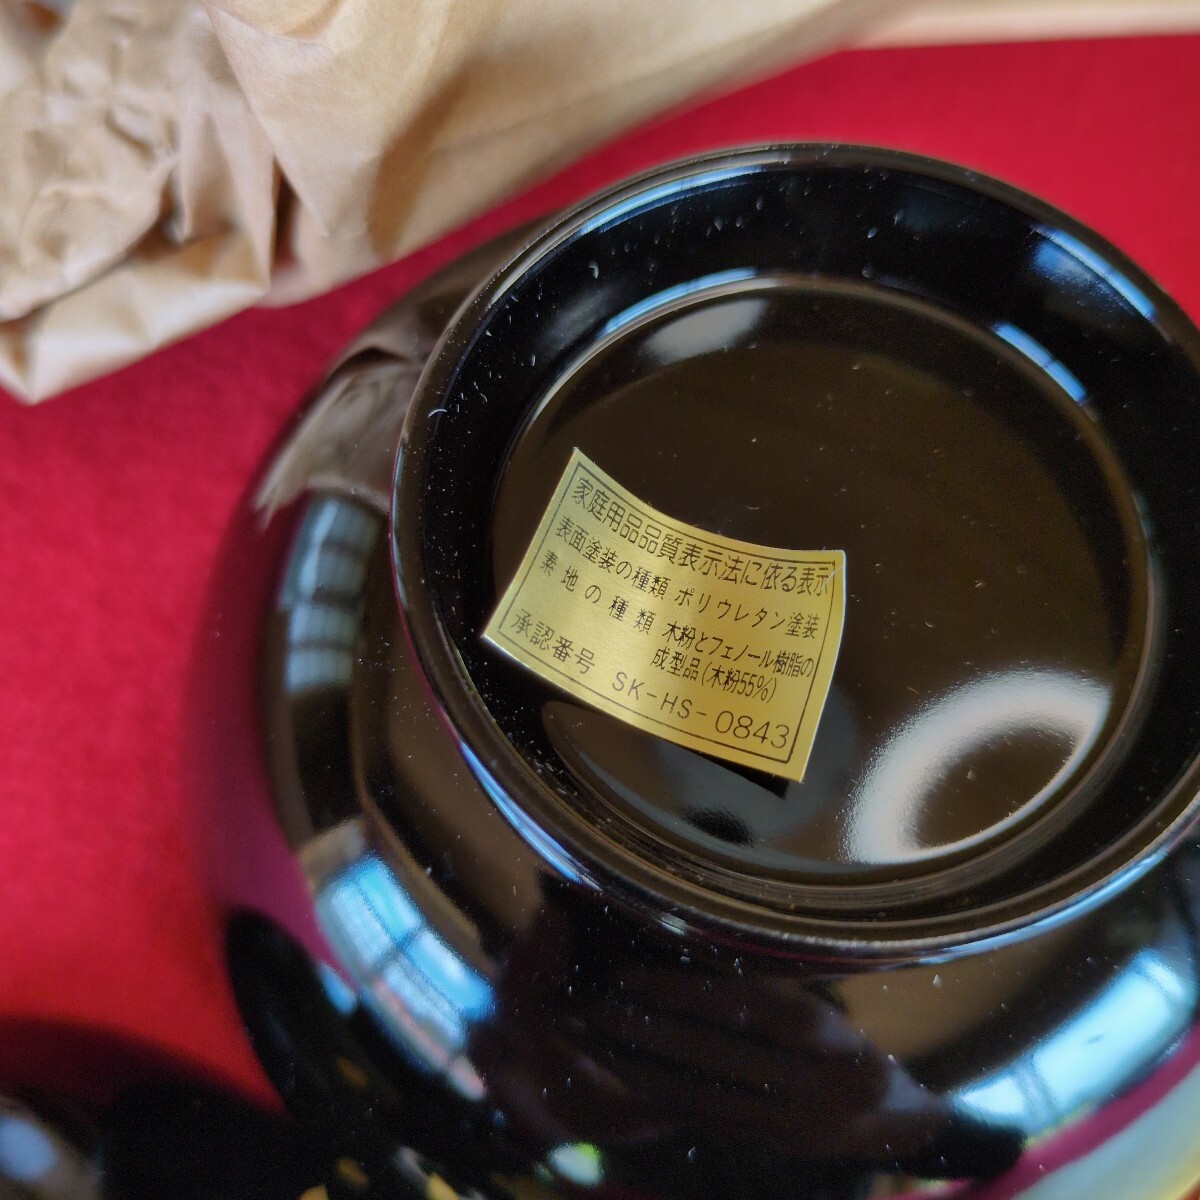 家庭用品品質表示法に依る表示
表面塗装の種類 ポリウレタン塗装
素地の種類 木粉とフェノール樹脂の
成型品(木粉55%)
承認番号 SK-HS-0843